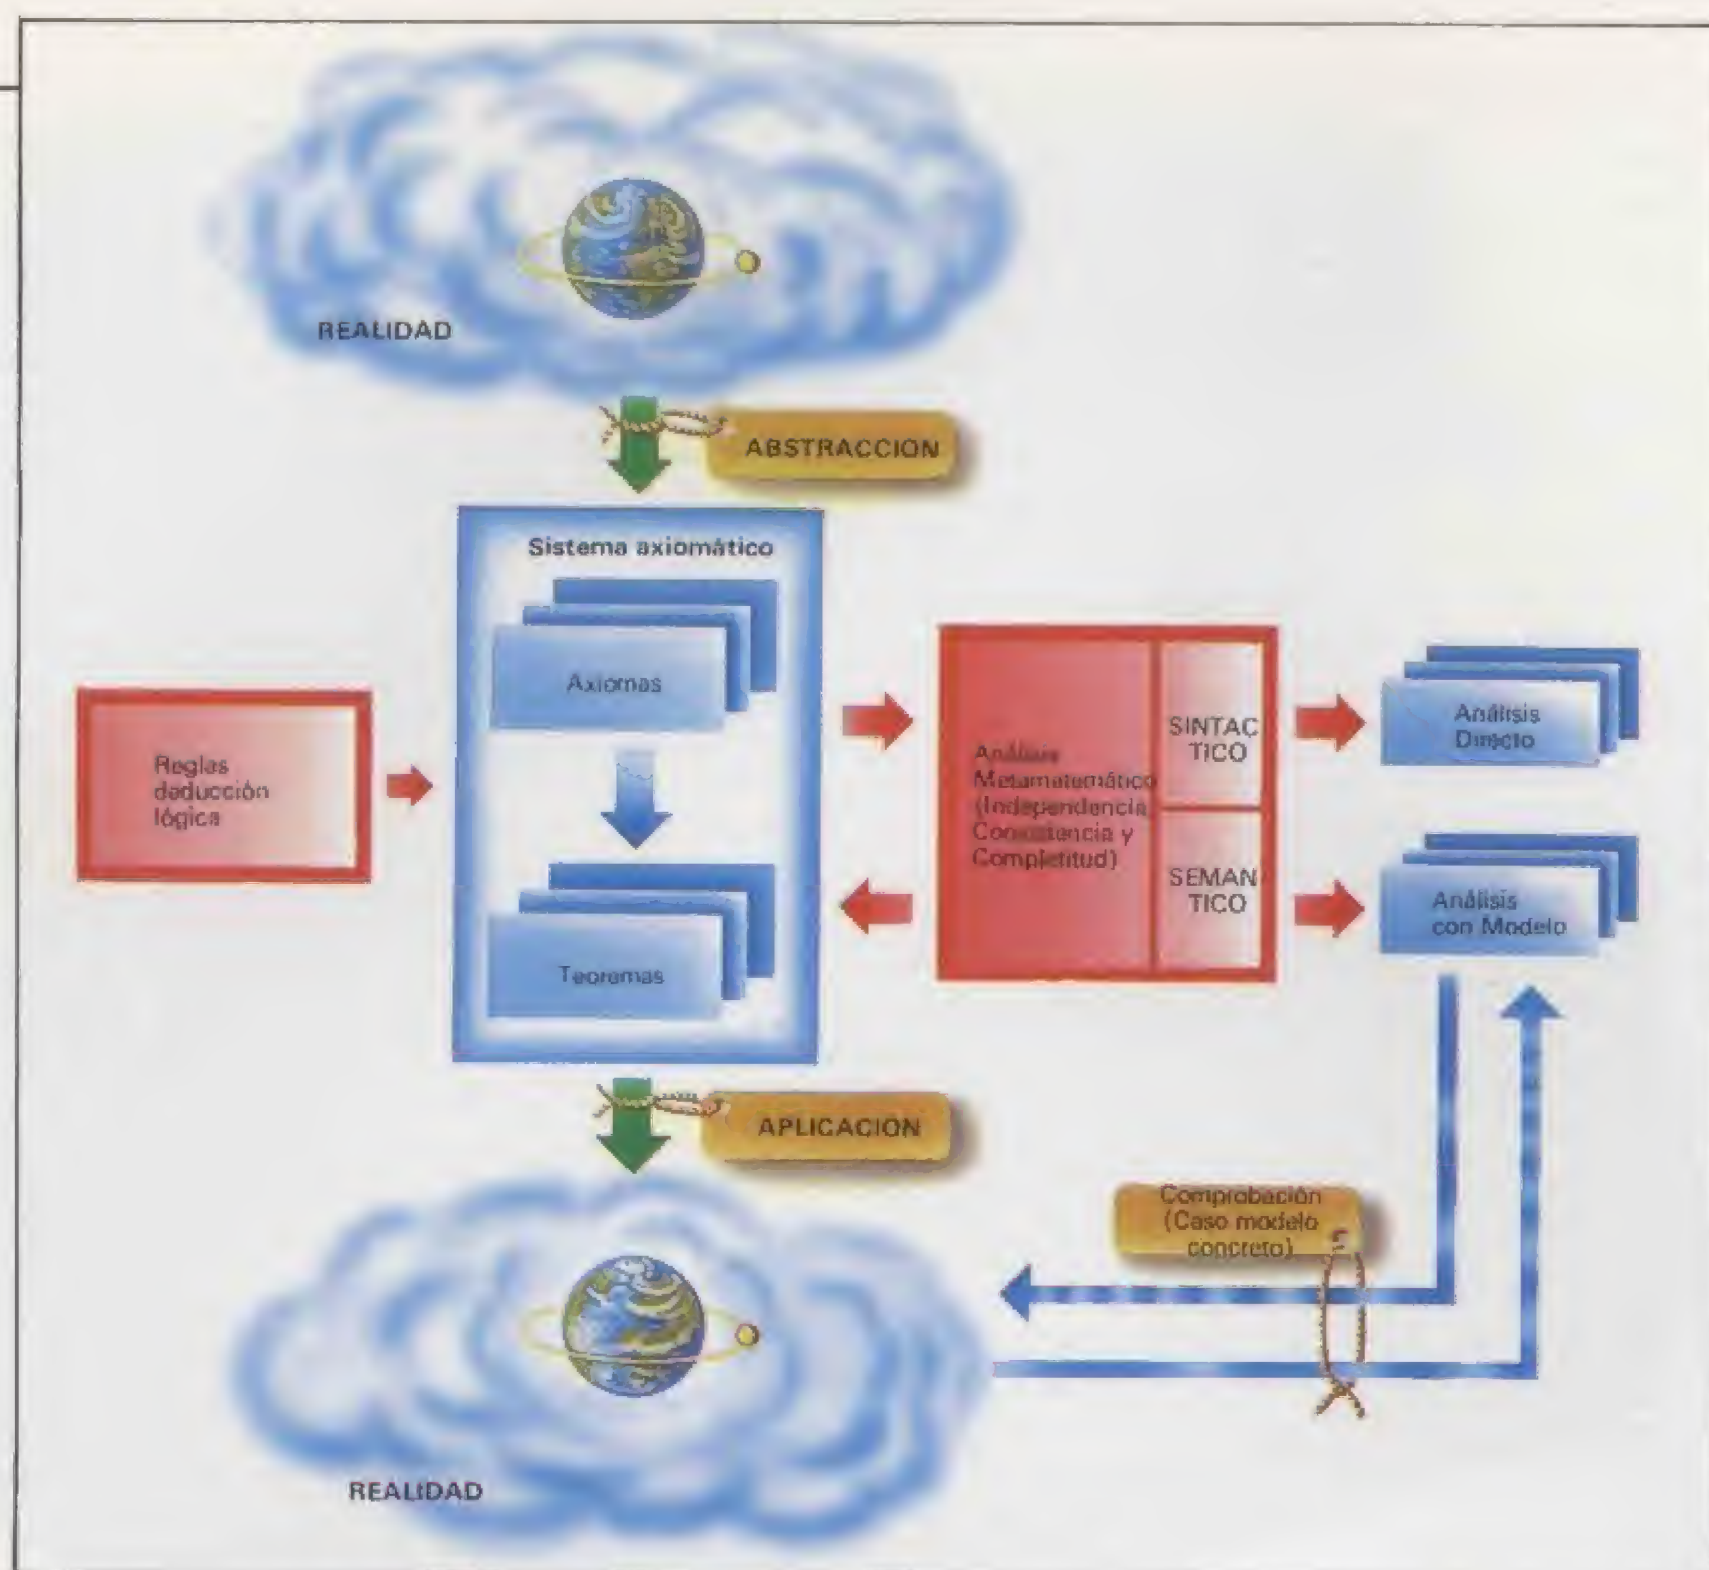 REALIDAD
ABSTRACCION
Sistema axiomático
Axiomas
Reglas
deducción
lógica
Análisis
Metamatemático
(Independencia
Consistencia y
Completitud)
SINTAC
TICO
SEMAN
TICO
Análisis
Directo
Análisis
con Modelo
Teoremas
APLICACION
Comprobación
(Caso modelo
concreto)
REALIDAD